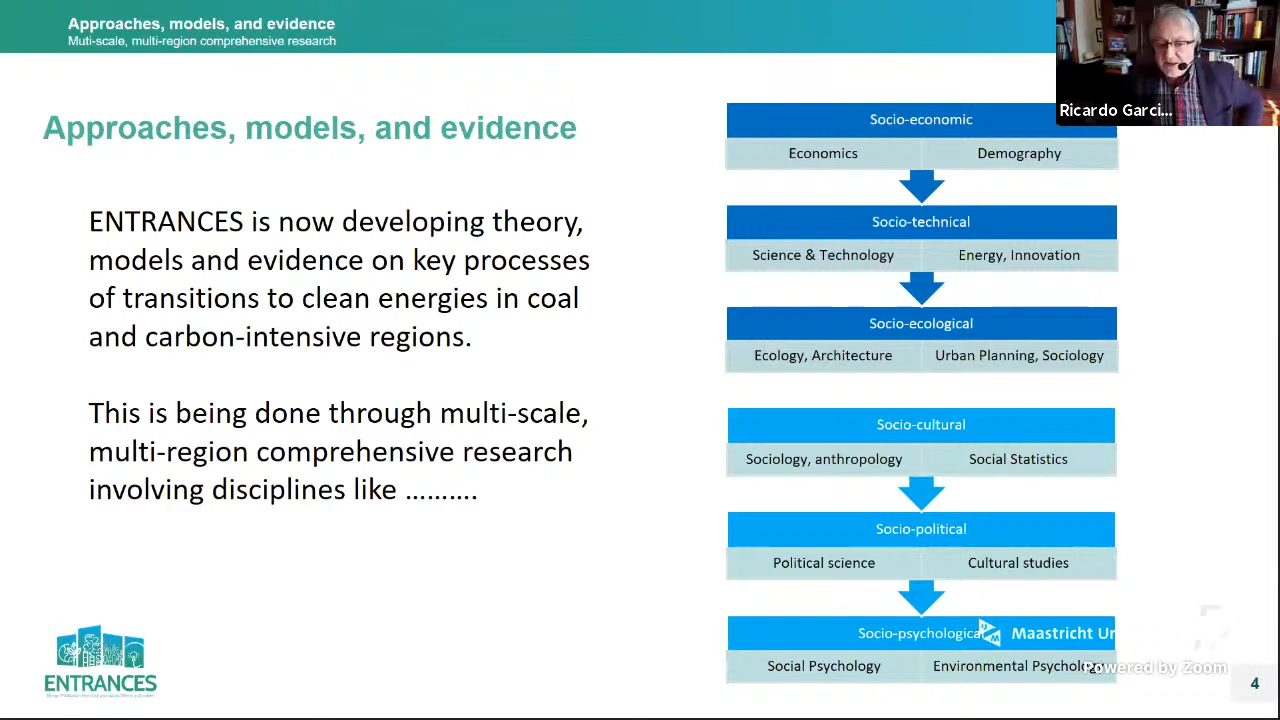 Approaches, models, and evidence
Muti-scale, multi-region comprehensive research
Ricardo Garci...
Approaches, models, and evidence
ENTRANCES is now developing theory,
models and evidence on key processes
of transitions to clean energies in coal
and carbon-intensive regions.
This is being done through multi-scale,
multi-region comprehensive research
involving disciplines like ……….
Socio-economic
Economics Demography
Socio-technical
Science & Technology Energy, Innovation
Socio-ecological
Ecology, Architecture Urban Planning, Sociology
Socio-cultural
Sociology, anthropology Social Statistics
Socio-political
Political science Cultural studies
Socio-psychological
Maastricht Un
Social Psychology Environmental Psychology
Powered by Zoom
ENTRANCES
4